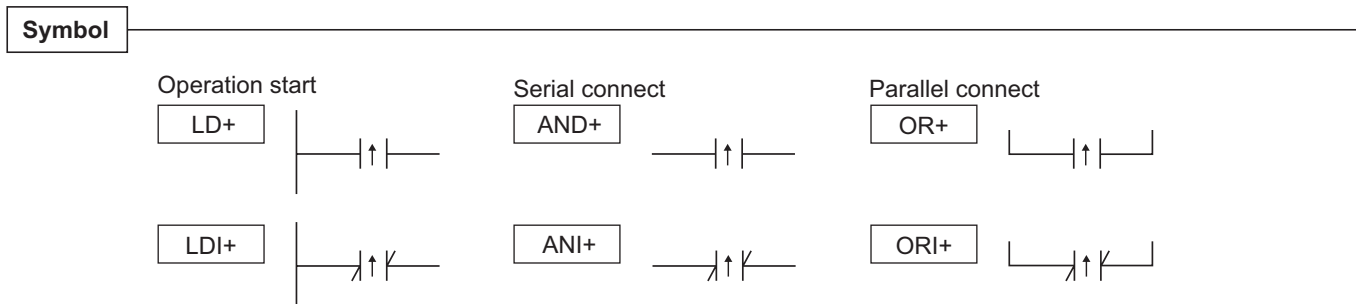 Symbol
Operation start
Serial connect
Parallel connect
LD+
AND+
OR+
LDI+
ANI+
ORI+